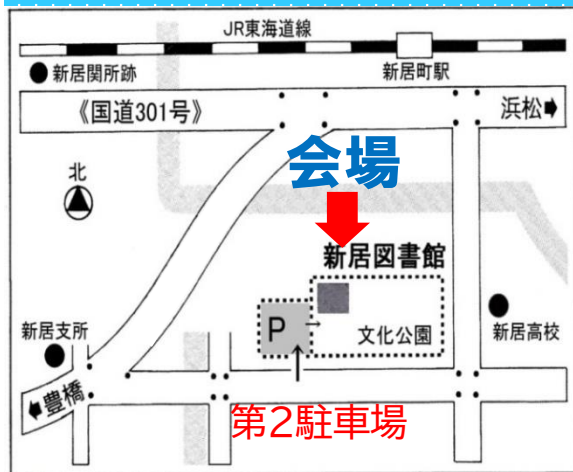 JR東海道線
新居関所跡
新居町駅
《国道301号》
浜松
北
会場
新居図書館
P
文化公園
新居高校
新居支所
豊橋
第2駐車場